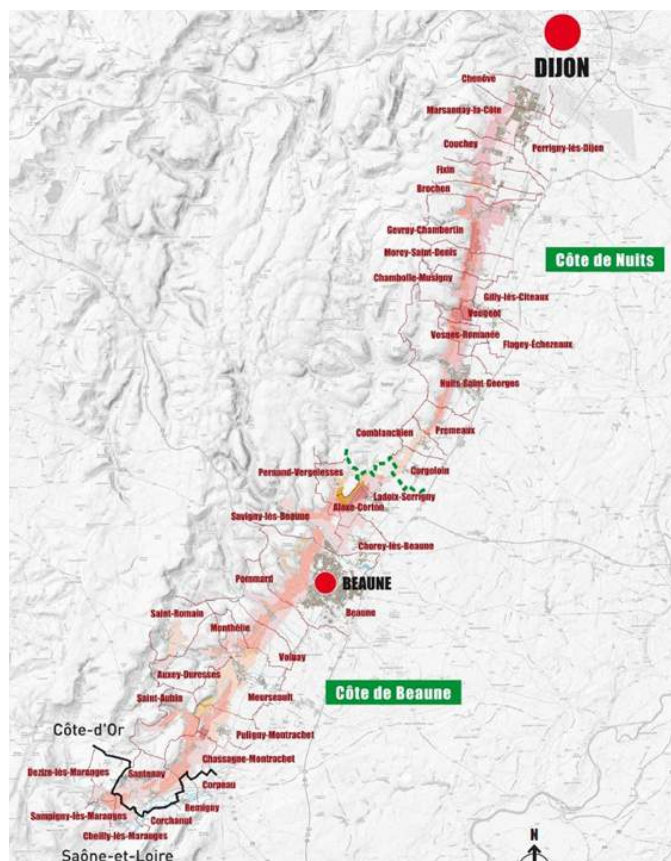 DIJON
Chenôve
Marsannay-la-Côte
Couchey
Perrigny-lès-Dijon
Fixin
Brochon
Gevrey-Chambertin
Morey-Saint-Denis
Côte de Nuits
Chambolle-Musigny
Gilly-lès-Cîteaux
Vougeot
Vosne-Romanée
Flagey-Échezeaux
Nuits-Saint-Georges
Comblanchien
Premeaux
Pernand-Vergelesses
Corgoloin
Ladoix-Serrigny
Aloxe-Corton
Savigny-lès-Beaune
Chorey-lès-Beaune
Pommard
BEAUNE
Beaune
Saint-Romain
Monthélie
Volnay
Auxey-Duresses
Saint-Aubin
Meursault
Côte de Beaune
Côte-d'Or
Puligny-Montrachet
Chassagne-Montrachet
Dezize-lès-Maranges
Santenay
Corpeau
Remigny
Sampigny-lès-Maranges
Corchanut
Cheilly-lès-Maranges
Saône-et-Loire
N